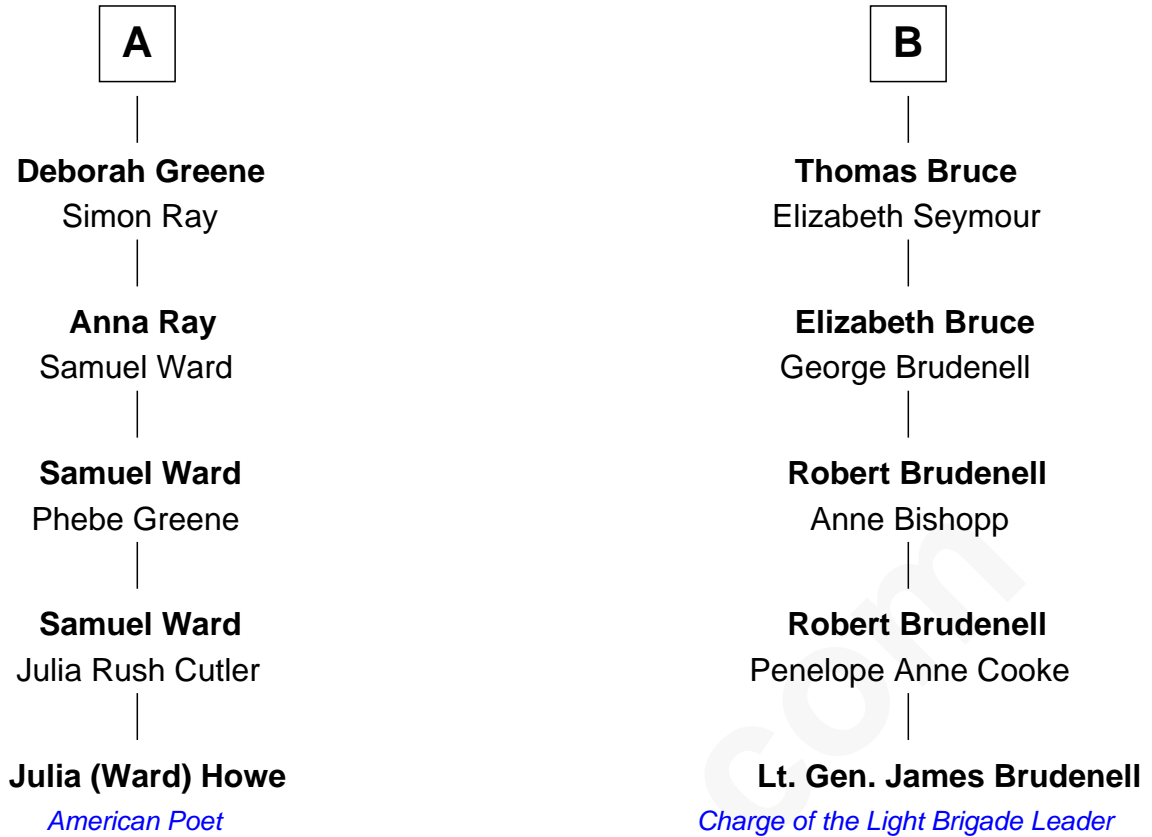 A
Deborah Greene
Simon Ray
Anna Ray
Samuel Ward
Samuel Ward
Phebe Greene
Samuel Ward
Julia Rush Cutler
Julia (Ward) Howe
American Poet
B
Thomas Bruce
Elizabeth Seymour
Elizabeth Bruce
George Brudenell
Robert Brudenell
Anne Bishopp
Robert Brudenell
Penelope Anne Cooke
Lt. Gen. James Brudenell
Charge of the Light Brigade Leader
com